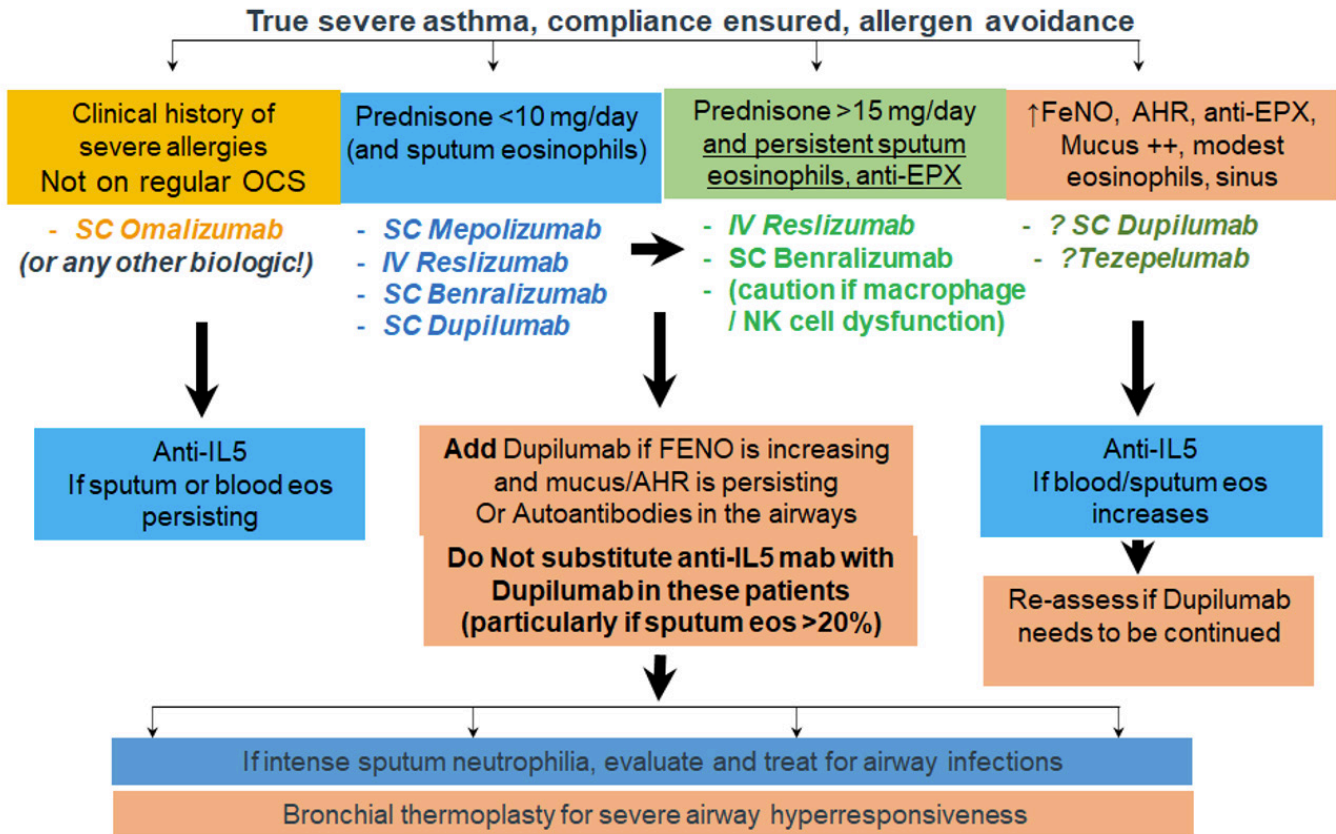 True severe asthma, compliance ensured, allergen avoidance
Clinical history of
severe allergies
Not on regular OCS
- SC Omalizumab
(or any other biologic!)
Anti-IL5
If sputum or blood eos
persisting
Prednisone <10 mg/day
(and sputum eosinophils)
- SC Mepolizumab
- IV Reslizumab
- SC Benralizumab
- SC Dupilumab
Prednisone >15 mg/day
and persistent sputum
eosinophils, anti-EPX
- IV Reslizumab
- SC Benralizumab
- (caution if macrophage
/ NK cell dysfunction)
Add Dupilumab if FENO is increasing
and mucus/AHR is persisting
Or Autoantibodies in the airways
Do Not substitute anti-IL5 mab with
Dupilumab in these patients
(particularly if sputum eos >20%)
↑FeNO, AHR, anti-EPX,
Mucus ++, modest
eosinophils, sinus
- ? SC Dupilumab
- ?Tezepelumab
Anti-IL5
If blood/sputum eos
increases
Re-assess if Dupilumab
needs to be continued
If intense sputum neutrophilia, evaluate and treat for airway infections
Bronchial thermoplasty for severe airway hyperresponsiveness